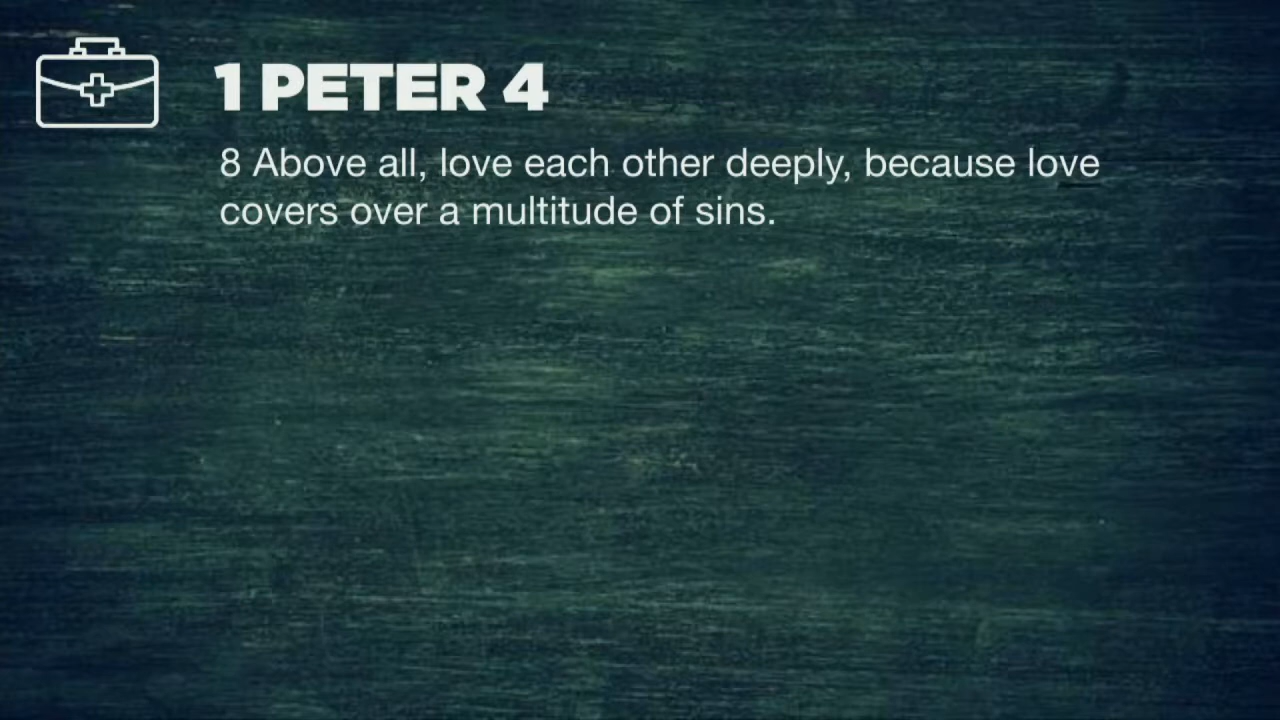 1 PETER 4
8 Above all, love each other deeply, because love
covers over a multitude of sins.